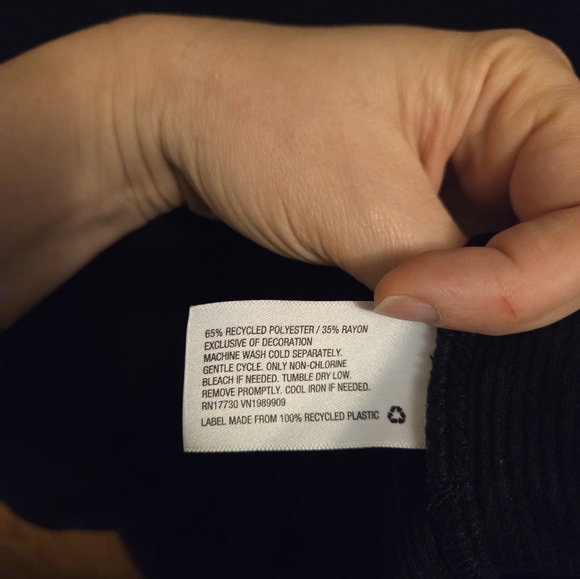 65% RECYCLED POLYESTER / 35% RAYON
EXCLUSIVE OF DECORATION
MACHINE WASH COLD SEPARATELY.
GENTLE CYCLE. ONLY NON-CHLORINE
BLEACH IF NEEDED. TUMBLE DRY LOW.
REMOVE PROMPTLY. COOL IRON IF NEEDED.
RN17730 VN1989909
LABEL MADE FROM 100% RECYCLED PLASTIC